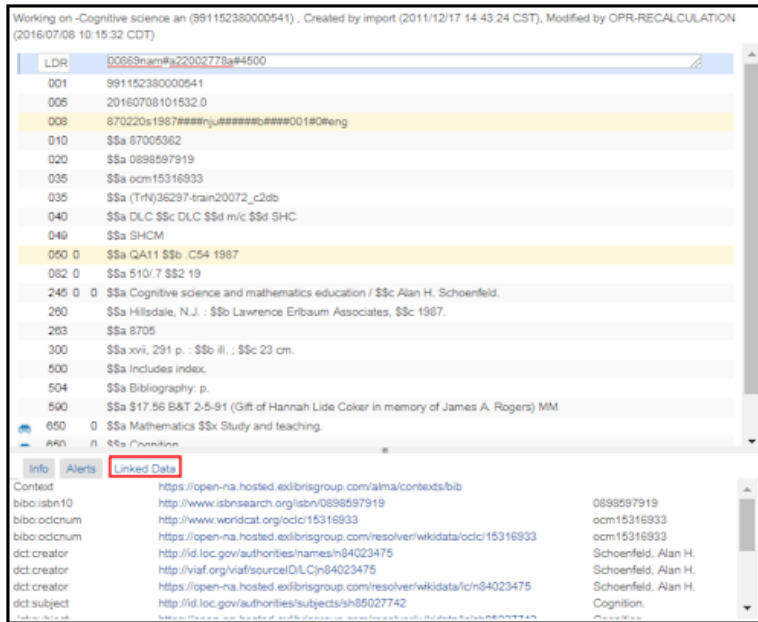 Working on -Cognitive science an (991152380000541) , Created by import (2011/12/17 14:43:24 CST), Modified by OPR-RECALCULATION
(2016/07/08 10:15:32 CDT)
LDR 00869nam#a22002778a#4500
001 991152380000541
005 20160708101532.0
008 870220s1987####nju######b####001#0#eng
010 $$a 87005362
020 $$a 0898597919
035 $$a ocm15316933
035 $$a (TrN)36297-train20072_c2db
040 $$a DLC $$c DLC $$d m/c $$d SHC
049 $$a SHCM
050 0 $$a QA11 $$b .C54 1987
082 0 $$a 510/.7 $$2 19
245 0 0 $$a Cognitive science and mathematics education / $$c Alan H. Schoenfeld.
260 $$a Hillsdale, N.J. : $$b Lawrence Erlbaum Associates, $$c 1987.
263 $$a 8705
300 $$a xvii, 291 p. : $$b ill. ; $$c 23 cm.
500 $$a Includes index.
504 $$a Bibliography: p.
590 $$a $17.56 B&T 2-5-91 (Gift of Hannah Lide Coker in memory of James A. Rogers) MM
650 0 $$a Mathematics $$x Study and teaching.
650 0 $$a Cognition
Info Alerts Linked Data
Context https://open-na.hosted.exlibrisgroup.com/alma/contexts/bib
bibo:isbn10 http://www.isbnsearch.org/isbn/0898597919 0898597919
bibo:oclcnum http://www.worldcat.org/oclc/15316933 ocm15316933
bibo:oclcnum https://open-na.hosted.exlibrisgroup.com/resolver/wikidata/oclc/15316933 ocm15316933
dct:creator http://id.loc.gov/authorities/names/n84023475 Schoenfeld, Alan H.
dct:creator http://viaf.org/viaf/sourceID/LC|n84023475 Schoenfeld, Alan H.
dct:creator https://open-na.hosted.exlibrisgroup.com/resolver/wikidata/lc/n84023475 Schoenfeld, Alan H.
dct:subject http://id.loc.gov/authorities/subjects/sh85027742 Cognition.